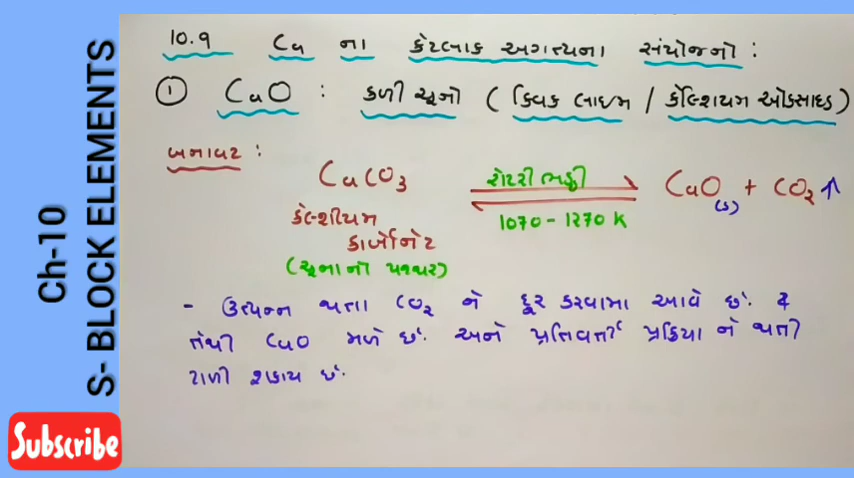 Ch-10
S- BLOCK ELEMENTS
10.9 Ca ના કેટલાક અગત્યના સંયોજનો :
① CaO : કળી ચૂનો ( ક્વિક લાઇમ / કેલ્શિયમ ઓક્સાઇડ )
બનાવટ :
CaCO₃ રોટરી ભઠ્ઠી CaO(s) + CO₂ ↑
1070 - 1270 K
કેલ્શીયમ
કાર્બોનેટ
(ચૂનાનો પથ્થર)
- ઉત્પન્ન થતા CO₂ ને દૂર કરવામા આવે છે.
તેથી CaO મળે છે. અને પ્રતિવર્તી પ્રક્રિયા ને થતી
ટાળી શકાય છે.
Subscribe